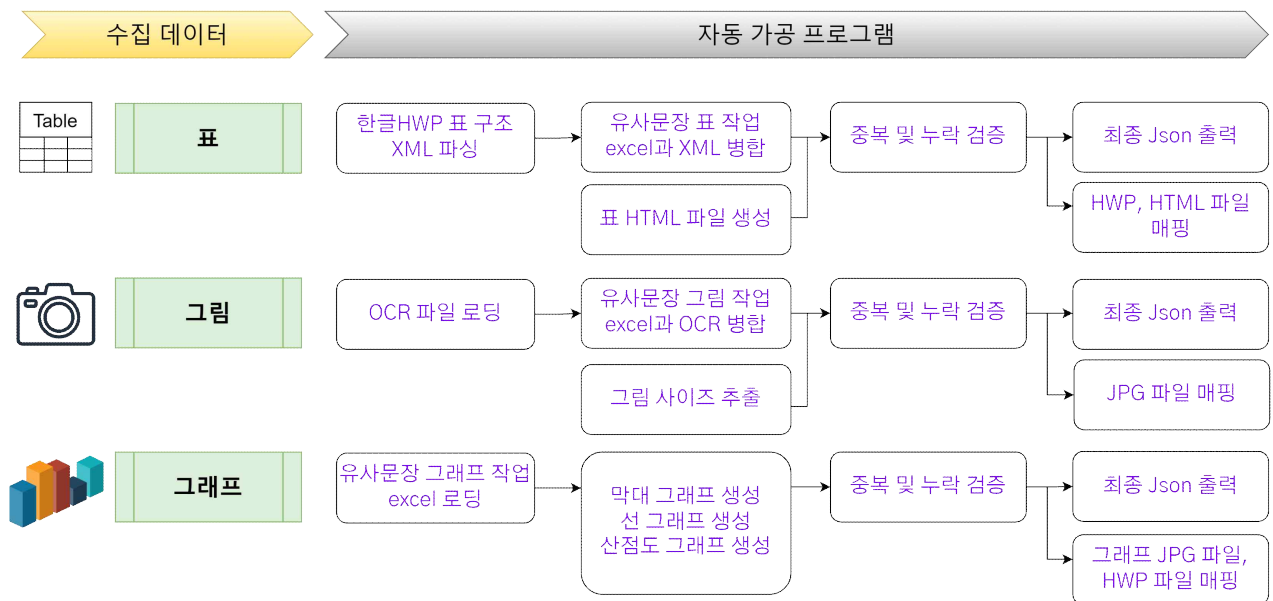 수집 데이터
자동 가공 프로그램
Table
표
한글HWP 표 구조
XML 파싱
유사문장 표 작업
excel과 XML 병합
표 HTML 파일 생성
중복 및 누락 검증
최종 Json 출력
HWP, HTML 파일
매핑
그림
OCR 파일 로딩
유사문장 그림 작업
excel과 OCR 병합
그림 사이즈 추출
중복 및 누락 검증
최종 Json 출력
JPG 파일 매핑
그래프
유사문장 그래프 작업
excel 로딩
막대 그래프 생성
선 그래프 생성
산점도 그래프 생성
중복 및 누락 검증
최종 Json 출력
그래프 JPG 파일,
HWP 파일 매핑